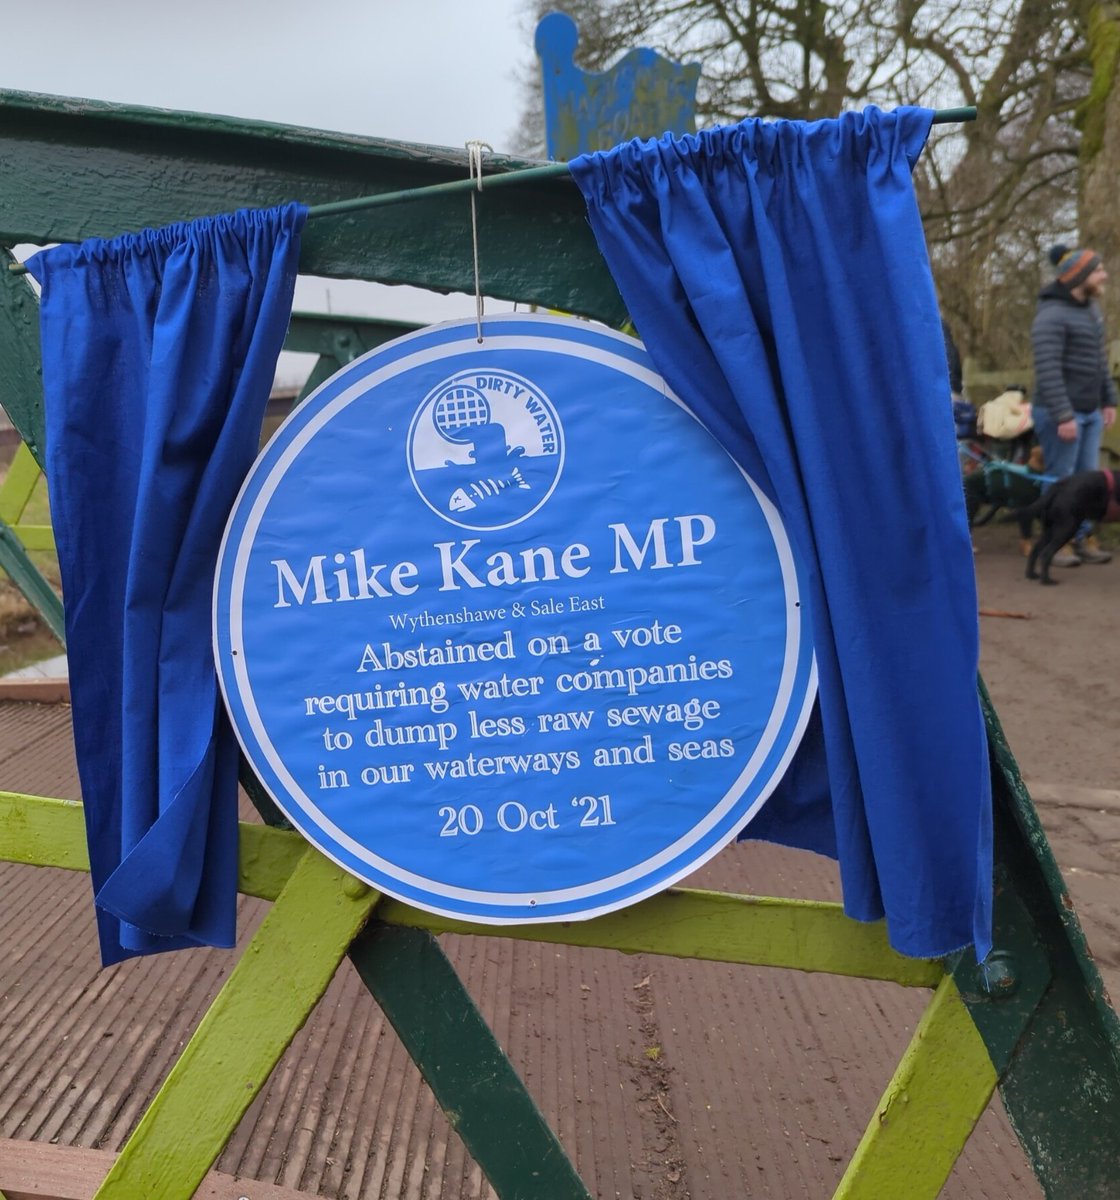 DIRTY WATER
Mike Kane MP
Wythenshawe & Sale East
Abstained on a vote
requiring water companies
to dump less raw sewage
in our waterways and seas
20 Oct ‘21